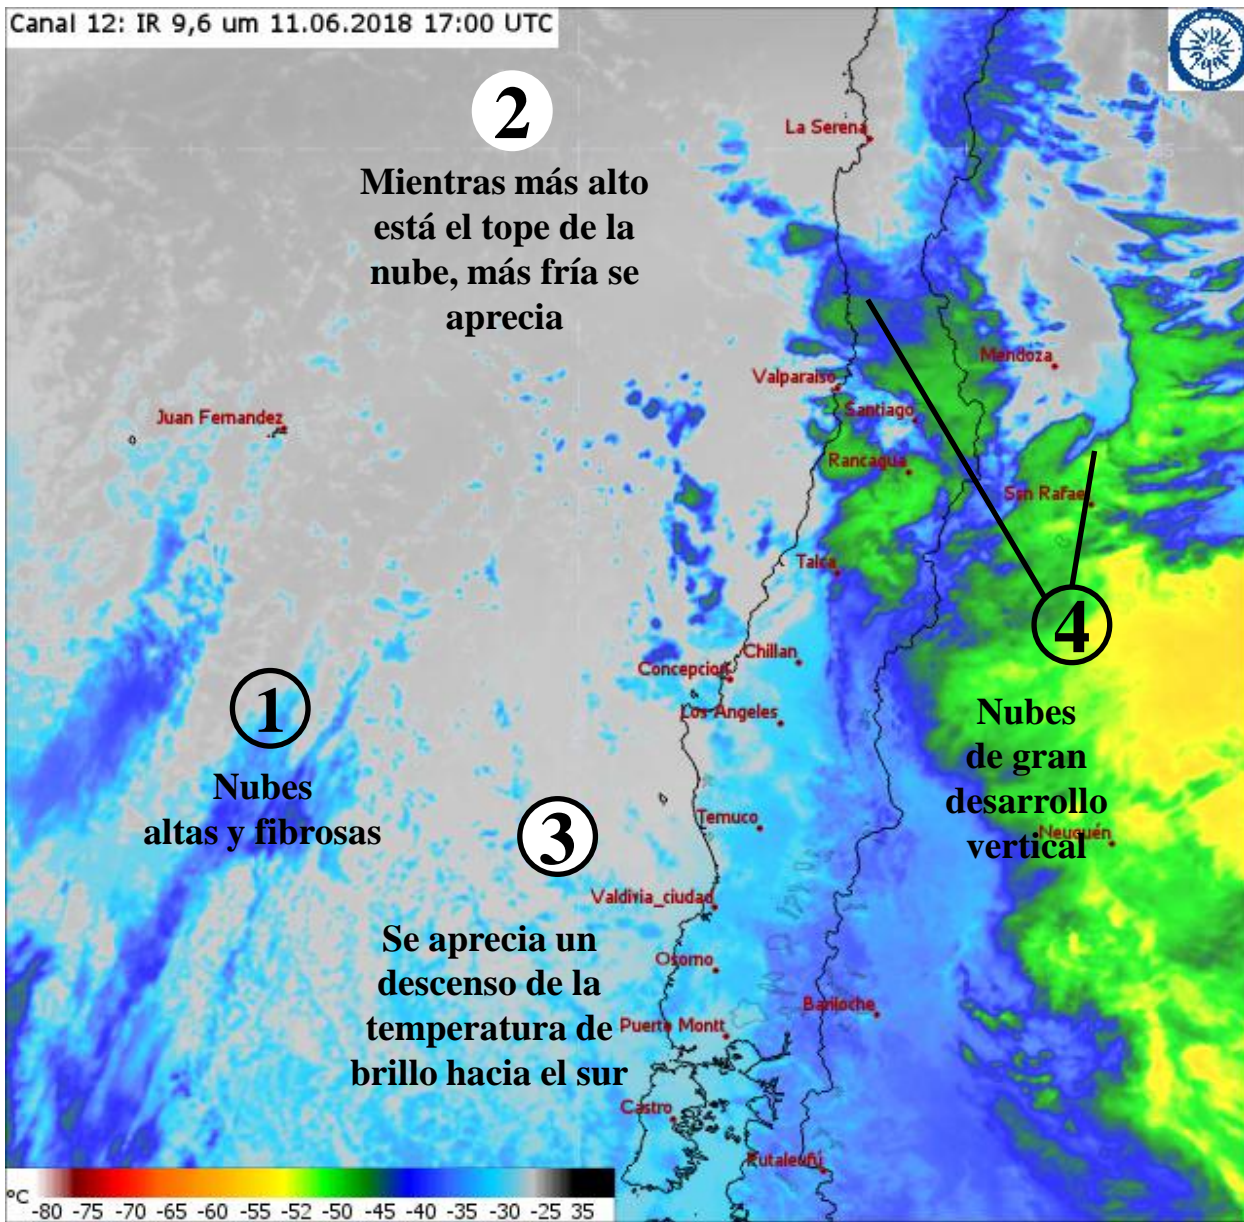 Canal 12: IR 9,6 um 11.06.2018 17:00 UTC
2
Mientras más alto
está el tope de la
nube, más fría se
aprecia
La Serena
Mendoza
Valparaiso
Santiago
Juan Fernandez
Rancagua
San Rafael
Talca
4
Nubes
de gran
desarrollo
vertical
Chillan
Concepcion
Los Angeles
1
Nubes
altas y fibrosas
3
Se aprecia un
descenso de la
temperatura de
brillo hacia el sur
Temuco
Neuquén
Valdivia_ciudad
Osorno
Bariloche
Puerto Montt
Castro
Futaleufú
°C -80 -75 -70 -65 -60 -55 -52 -50 -45 -40 -35 -30 -25 35